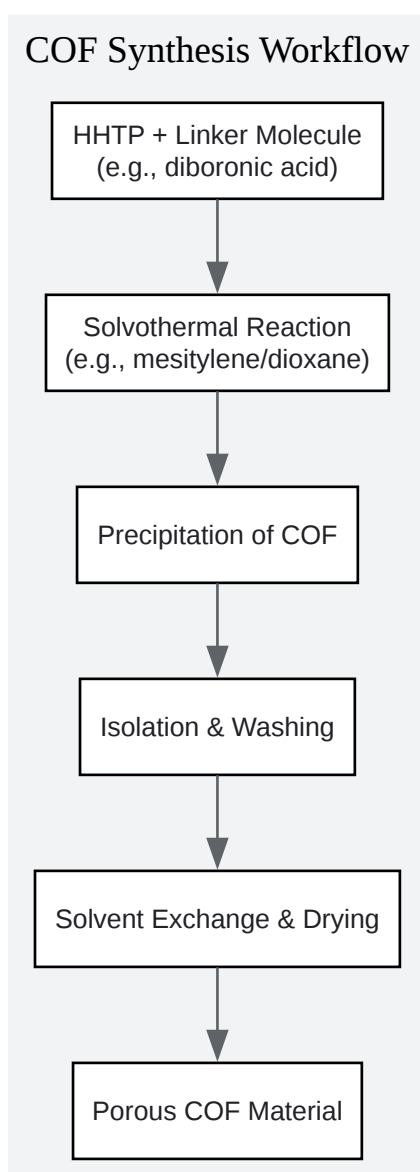 COF Synthesis Workflow
HHTP + Linker Molecule
(e.g., diboronic acid)
Solvothermal Reaction
(e.g., mesitylene/dioxane)
Precipitation of COF
Isolation & Washing
Solvent Exchange & Drying
Porous COF Material